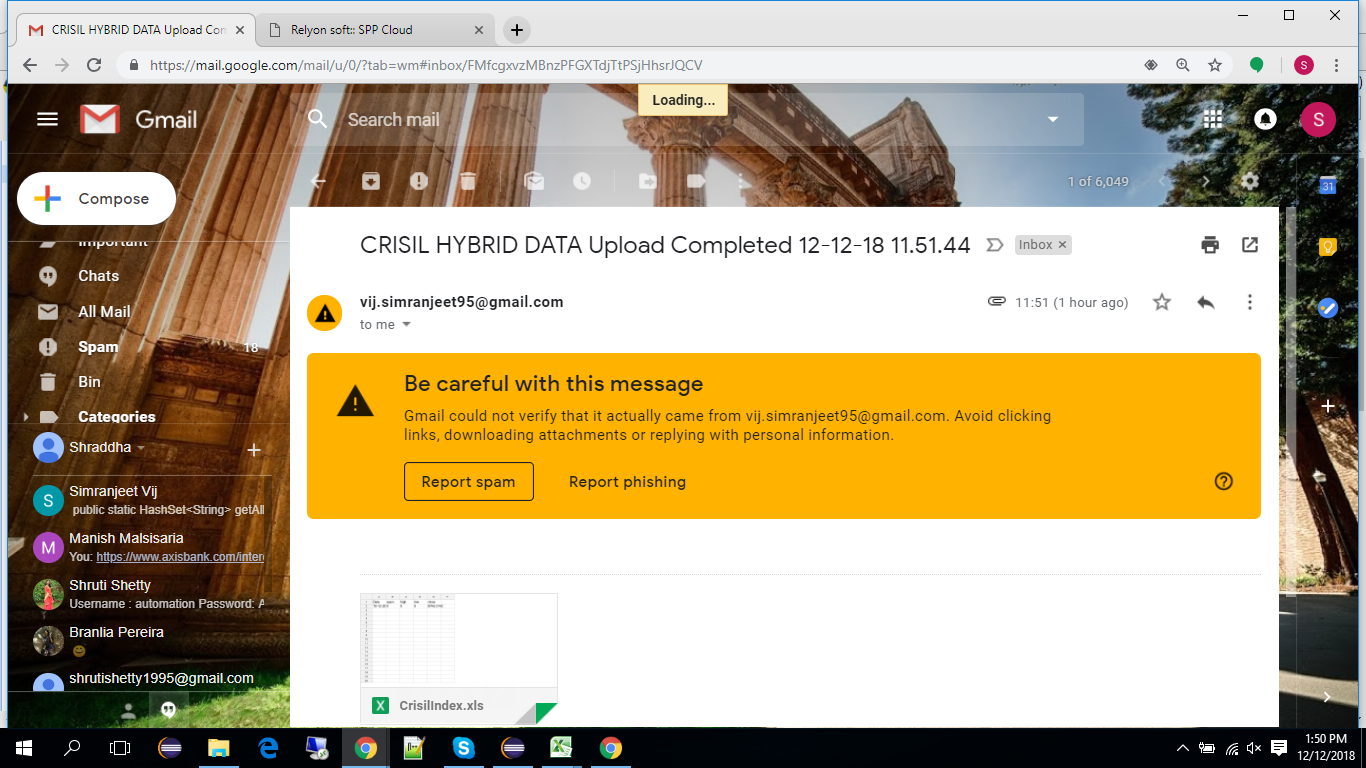 CRISIL HYBRID DATA Upload Com
Relyon soft:: SPP Cloud
https://mail.google.com/mail/u/0/?tab=wm#inbox/FMfcgxvzMBnzPFGXTdjTtPSjHhsrJQCV
S
Loading...
Gmail
Search mail
S
Compose
1 of 6,049
31
Important
Chats
All Mail
Spam 18
Bin
Categories
Shraddha
S
Simranjeet Vij
public static HashSet<String> getAll
M
Manish Malsisaria
You: https://www.axisbank.com/inter
Shruti Shetty
Username : automation Password: A
Branlia Pereira
shrutishetty1995@gmail.com
CRISIL HYBRID DATA Upload Completed 12-12-18 11.51.44
Inbox ×
vij.simranjeet95@gmail.com
11:51 (1 hour ago)
to me
Be careful with this message
Gmail could not verify that it actually came from vij.simranjeet95@gmail.com. Avoid clicking
links, downloading attachments or replying with personal information.
Report spam
Report phishing
X
CrisilIndex.xls
1:50 PM
12/12/2018